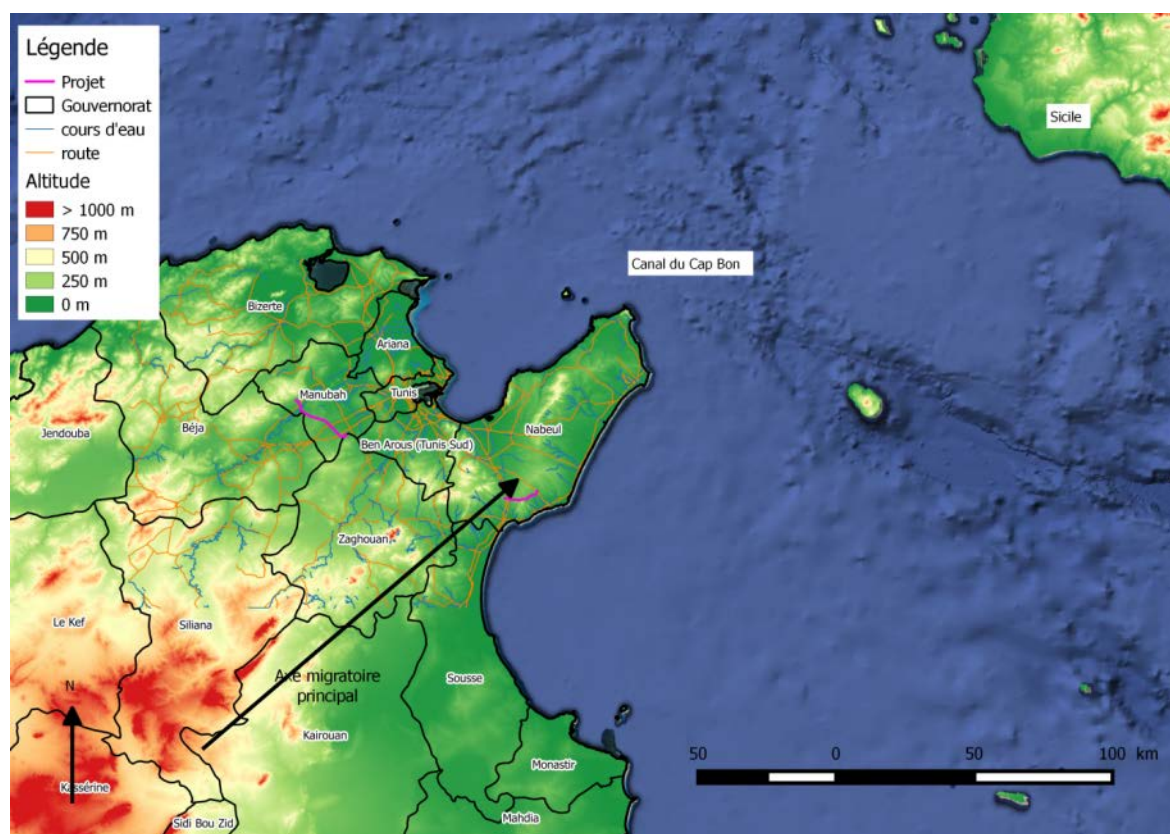 Légende
Projet
Gouvernorat
cours d'eau
route
Altitude
> 1000 m
750 m
500 m
250 m
0 m
Sicile
Canal du Cap Bon
Bizerte
Ariana
Manubah
Tunis
Jendouba
Béja
Ben Arous (Tunis Sud)
Nabeul
Zaghouan
Le Kef
Siliana
N
Axe migratoire
principal
Sousse
Kairouan
Kassérine
Monastir
Sidi Bou Zid
Mahdia
50 0 50 100 km